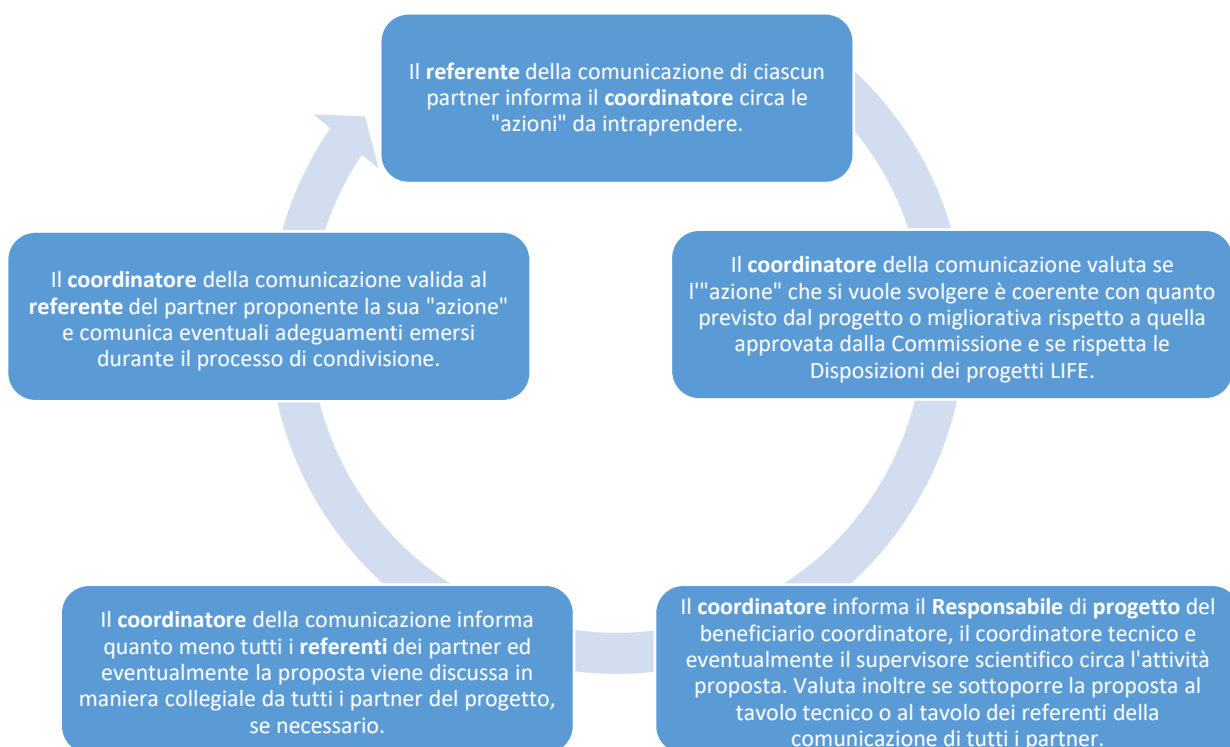 Il referente della comunicazione di ciascun
partner informa il coordinatore circa le
"azioni" da intraprendere.
Il coordinatore della comunicazione valuta se
l'"azione" che si vuole svolgere è coerente con quanto
previsto dal progetto o migliorativa rispetto a quella
approvata dalla Commissione e se rispetta le
Disposizioni dei progetti LIFE.
Il coordinatore informa il Responsabile di progetto del
beneficiario coordinatore, il coordinatore tecnico e
eventualmente il supervisore scientifico circa l'attività
proposta. Valuta inoltre se sottoporre la proposta al
tavolo tecnico o al tavolo dei referenti della
comunicazione di tutti i partner.
Il coordinatore della comunicazione informa
quanto meno tutti i referenti dei partner ed
eventualmente la proposta viene discussa in
maniera collegiale da tutti i partner del progetto,
se necessario.
Il coordinatore della comunicazione valida al
referente del partner proponente la sua "azione"
e comunica eventuali adeguamenti emersi
durante il processo di condivisione.